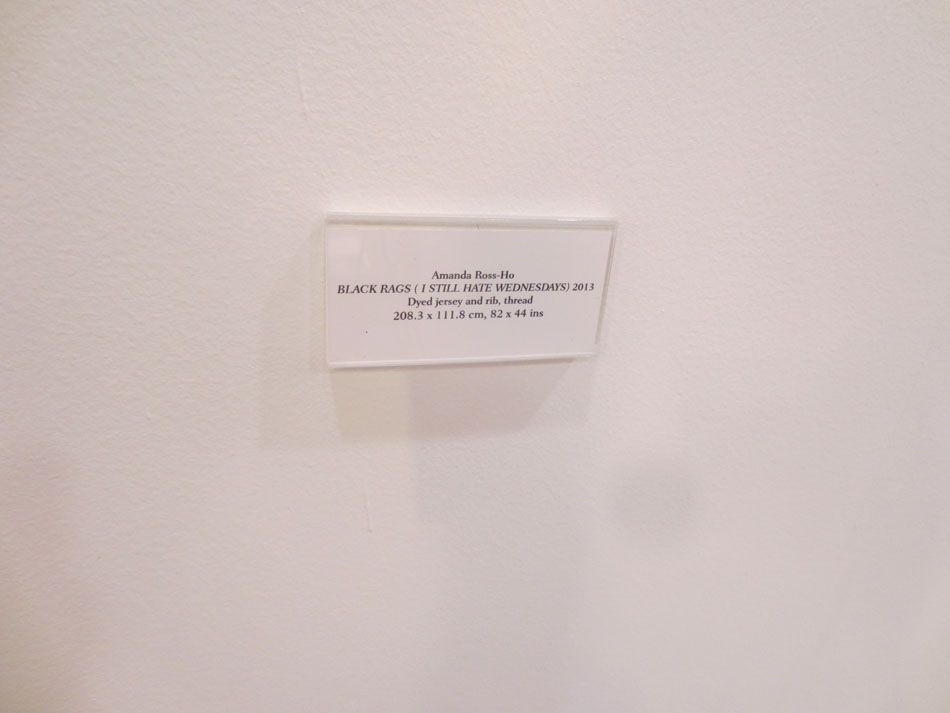 Amanda Ross-Ho
BLACK RAGS ( I STILL HATE WEDNESDAYS) 2013
Dyed jersey and rib, thread
208.3 x 111.8 cm, 82 x 44 ins